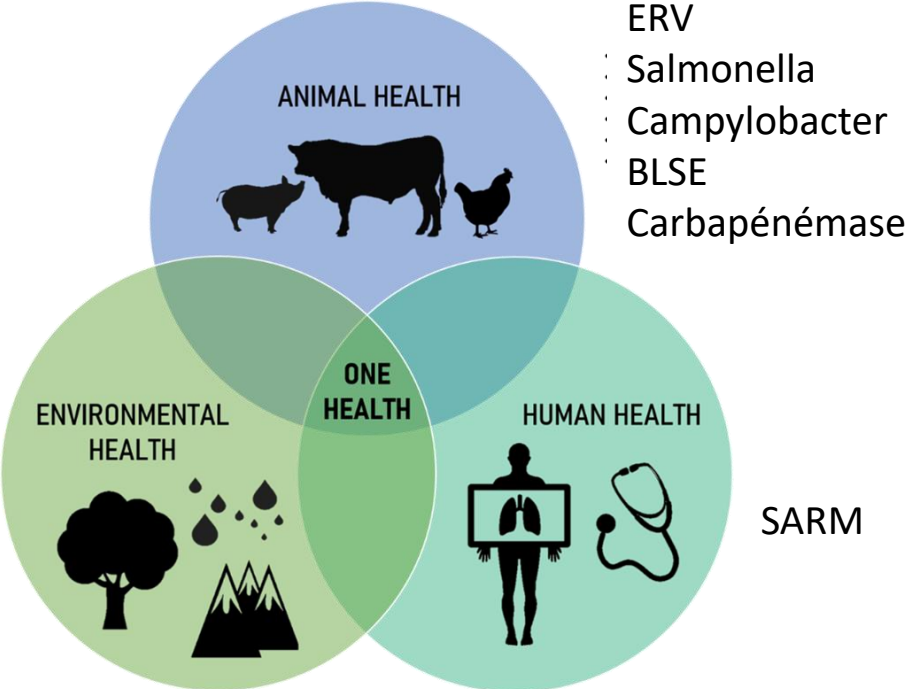 ERV
Salmonella
Campylobacter
BLSE
Carbapénémase
ANIMAL HEALTH
ONE
HEALTH
ENVIRONMENTAL
HEALTH
HUMAN HEALTH
SARM